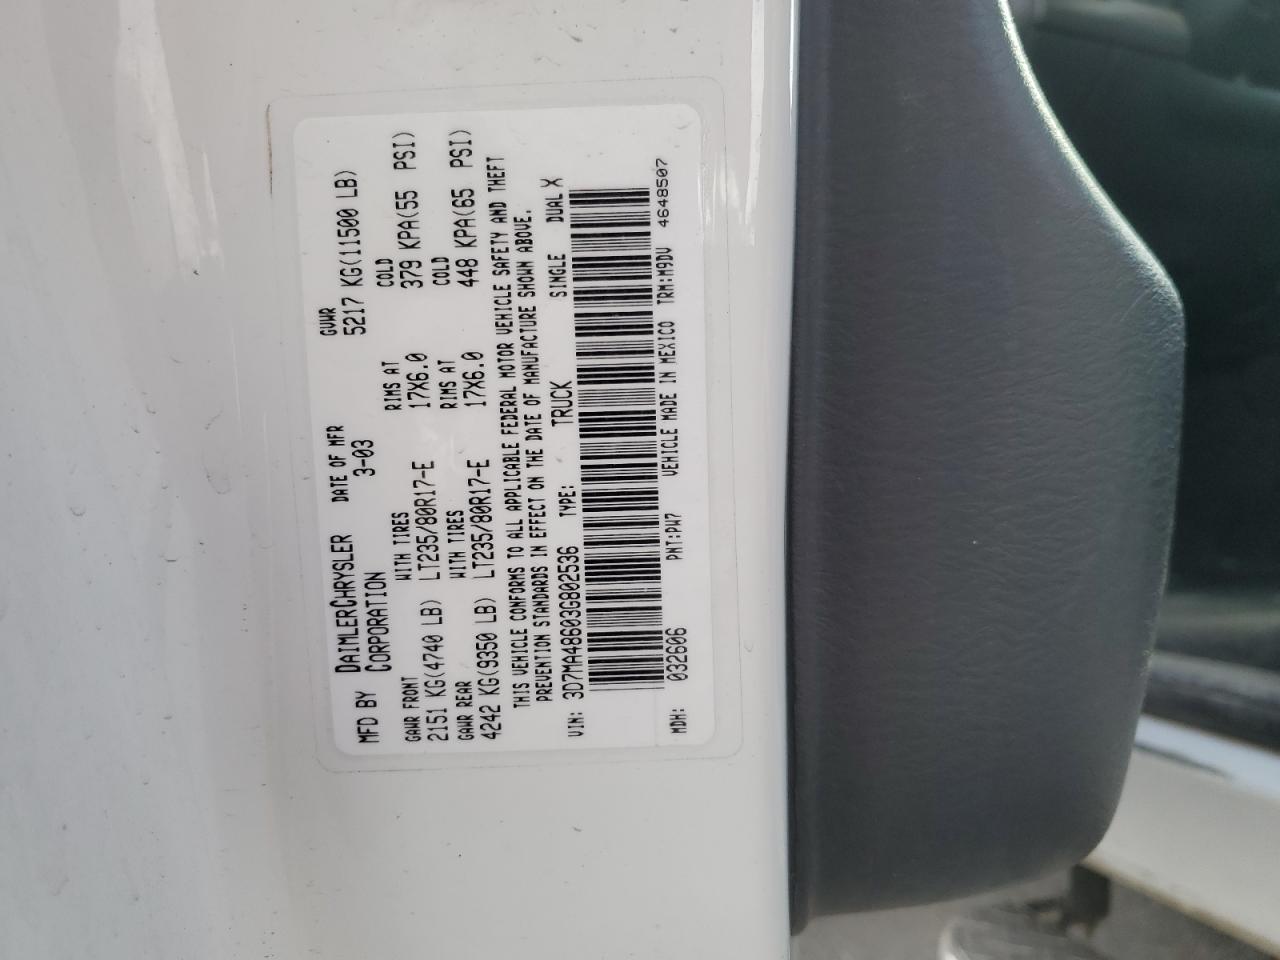 MFD BY DAIMLERCHRYSLER DATE OF MFR GVWR
CORPORATION 3-03 5217 KG(11500 LB)
GAWR FRONT WITH TIRES RIMS AT COLD
2151 KG(4740 LB) LT235/80R17-E 17X6.0 379 KPA(55 PSI)
GAWR REAR WITH TIRES RIMS AT COLD
4242 KG(9350 LB) LT235/80R17-E 17X6.0 448 KPA(65 PSI)
THIS VEHICLE CONFORMS TO ALL APPLICABLE FEDERAL MOTOR VEHICLE SAFETY AND THEFT
PREVENTION STANDARDS IN EFFECT ON THE DATE OF MANUFACTURE SHOWN ABOVE.
VIN: 3D7MA48603G802536 TYPE: TRUCK SINGLE DUAL X
MDH: 032606 PNT:PW7 VEHICLE MADE IN MEXICO TRM:M9DV 4648507